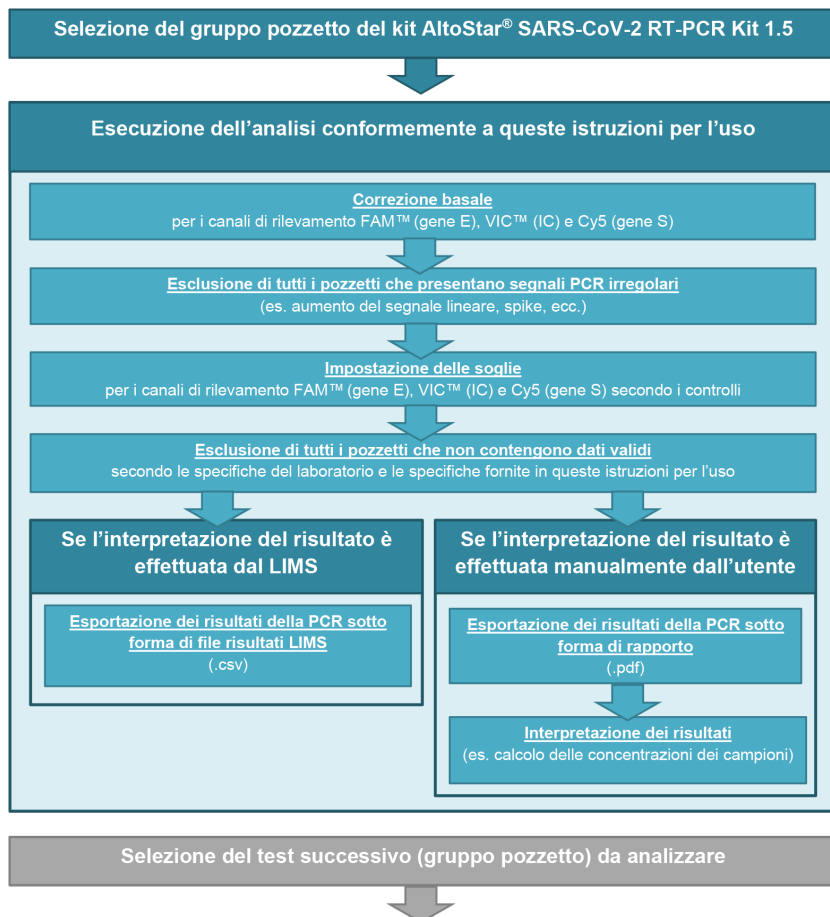 Selezione del gruppo pozzetto del kit AltoStar® SARS-CoV-2 RT-PCR Kit 1.5
Esecuzione dell'analisi conformemente a queste istruzioni per l'uso
Correzione basale
per i canali di rilevamento FAM™ (gene E), VIC™ (IC) e Cy5 (gene S)
Esclusione di tutti i pozzetti che presentano segnali PCR irregolari
(es. aumento del segnale lineare, spike, ecc.)
Impostazione delle soglie
per i canali di rilevamento FAM™ (gene E), VIC™ (IC) e Cy5 (gene S) secondo i controlli
Esclusione di tutti i pozzetti che non contengono dati validi
secondo le specifiche del laboratorio e le specifiche fornite in queste istruzioni per l'uso
Se l'interpretazione del risultato è
effettuata dal LIMS
Esportazione dei risultati della PCR sotto
forma di file risultati LIMS
(.csv)
Se l'interpretazione del risultato è
effettuata manualmente dall'utente
Esportazione dei risultati della PCR sotto
forma di rapporto
(.pdf)
Interpretazione dei risultati
(es. calcolo delle concentrazioni dei campioni)
Selezione del test successivo (gruppo pozzetto) da analizzare